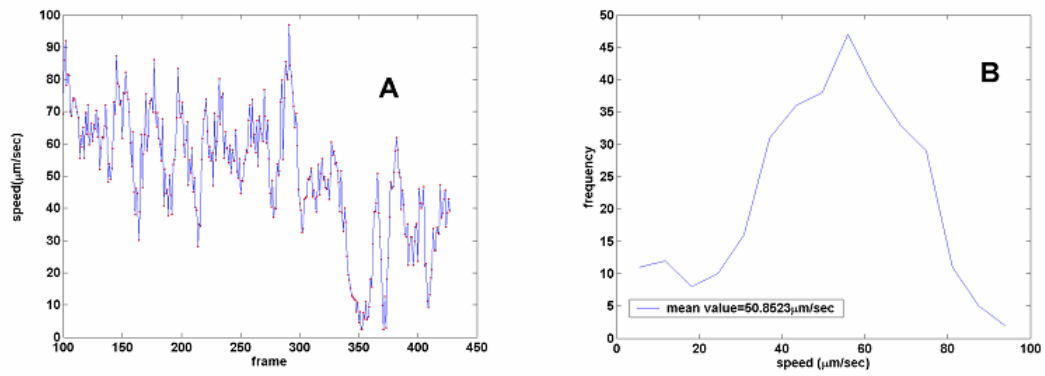 100
90
80
70
60
50
40
30
20
10
0
speed(μm/sec)
A
100 150 200 250 300 350 400 450
frame
50
45
40
35
30
25
20
15
10
5
0
frequency
B
mean value=50.8523μm/sec
0 20 40 60 80 100
speed (μm/sec)